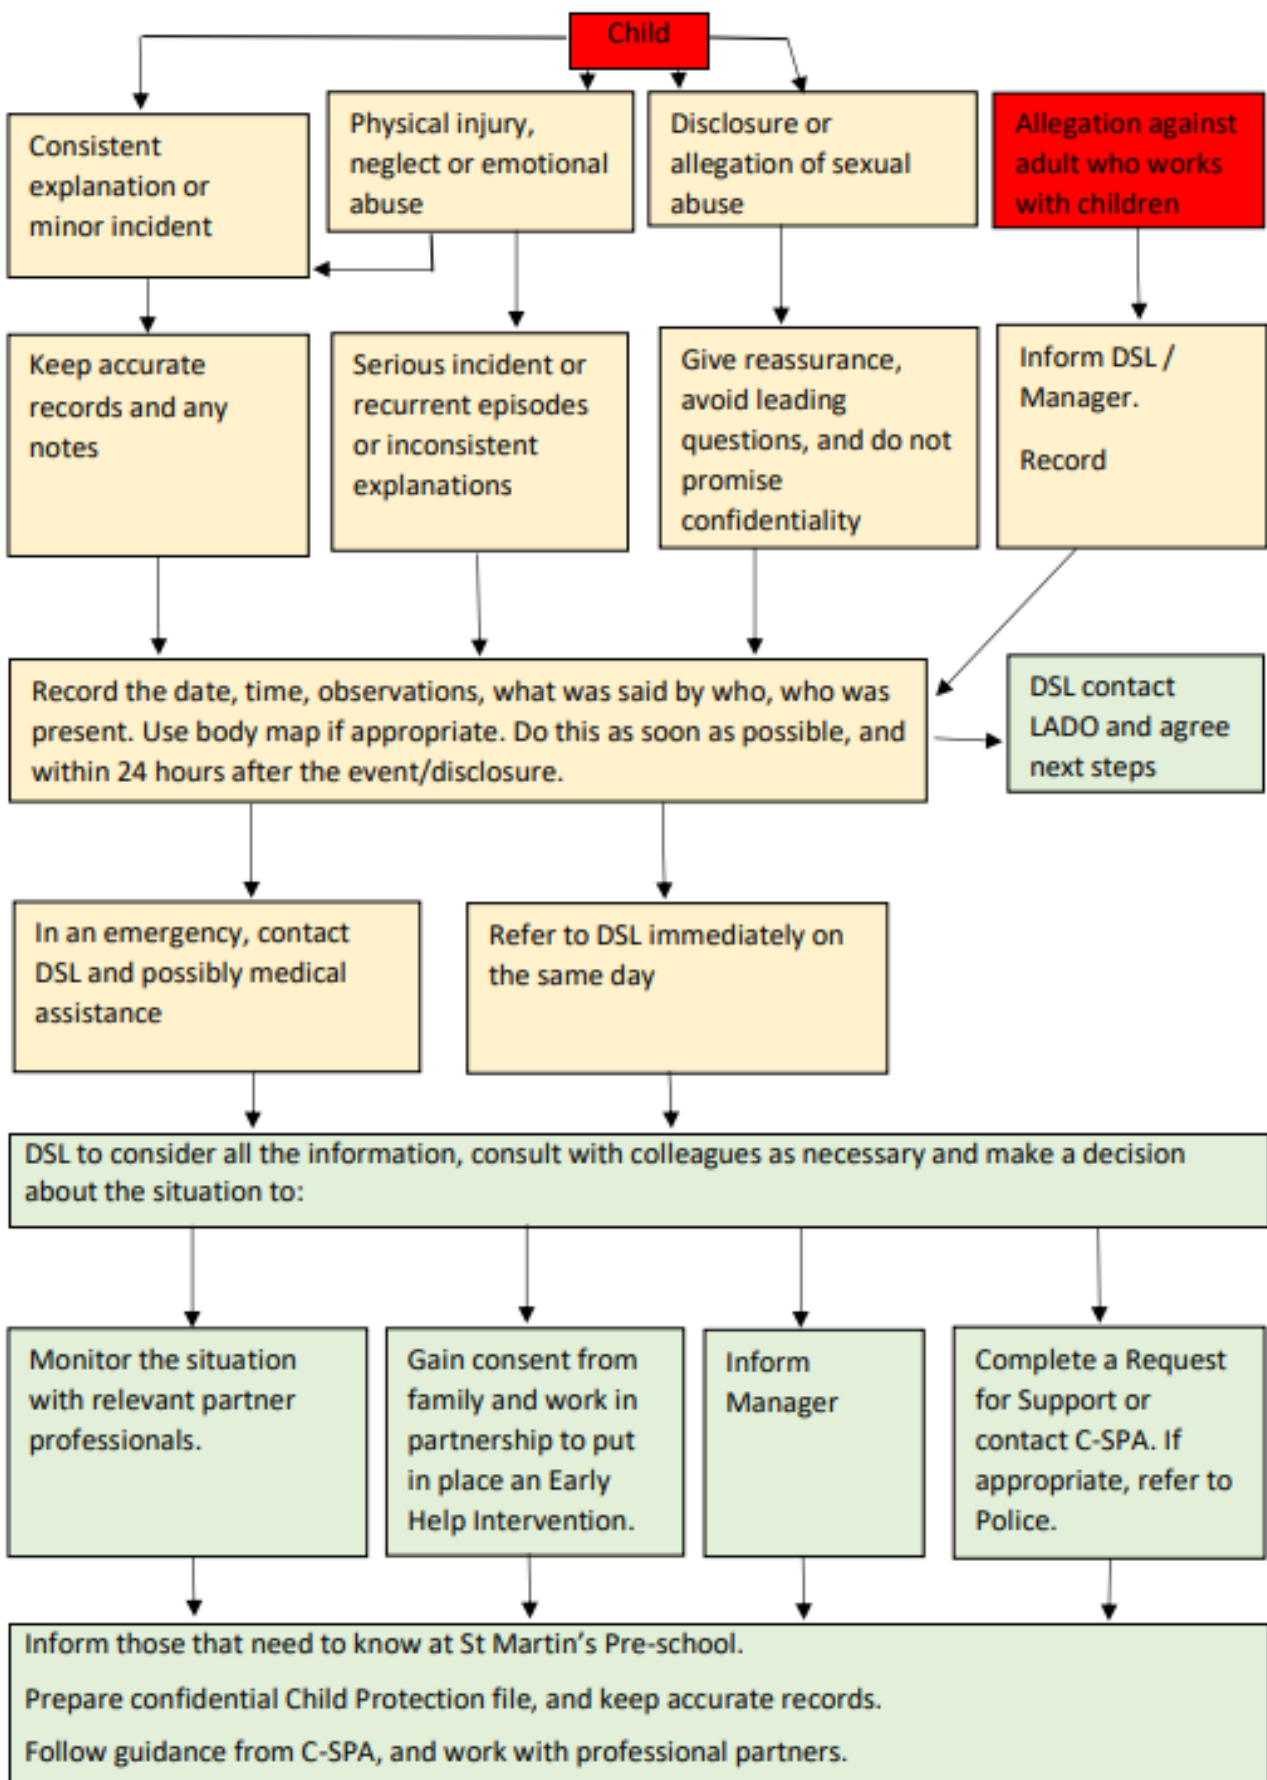 Child
Consistent
explanation or
minor incident
Physical injury,
neglect or emotional
abuse
Disclosure or
allegation of sexual
abuse
Allegation against
adult who works
with children
Keep accurate
records and any
notes
Serious incident or
recurrent episodes
or inconsistent
explanations
Give reassurance,
avoid leading
questions, and do not
promise
confidentiality
Inform DSL /
Manager.
Record
Record the date, time, observations, what was said by who, who was
present. Use body map if appropriate. Do this as soon as possible, and
within 24 hours after the event/disclosure.
DSL contact
LADO and agree
next steps
In an emergency, contact
DSL and possibly medical
assistance
Refer to DSL immediately on
the same day
DSL to consider all the information, consult with colleagues as necessary and make a decision
about the situation to:
Monitor the situation
with relevant partner
professionals.
Gain consent from
family and work in
partnership to put
in place an Early
Help Intervention.
Inform
Manager
Complete a Request
for Support or
contact C-SPA. If
appropriate, refer to
Police.
Inform those that need to know at St Martin's Pre-school.
Prepare confidential Child Protection file, and keep accurate records.
Follow guidance from C-SPA, and work with professional partners.